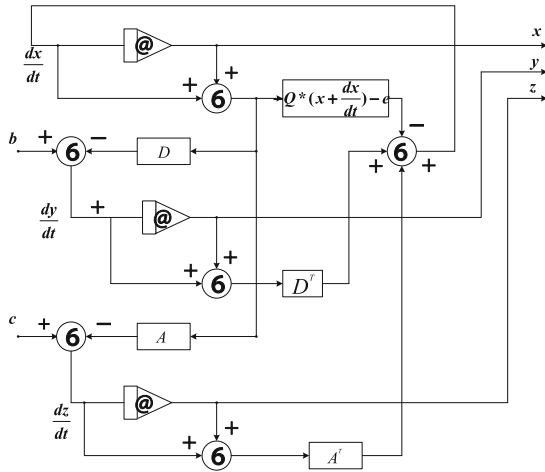 x
y
z
dx
dt
@
+
+
6
Q*(x+dx/dt)−e
−
b
+
6
−
D
6
+
+
dy
dt
+
@
+
+
6
D^T
c
+
6
−
A
dz
dt
@
+
+
6
A^T